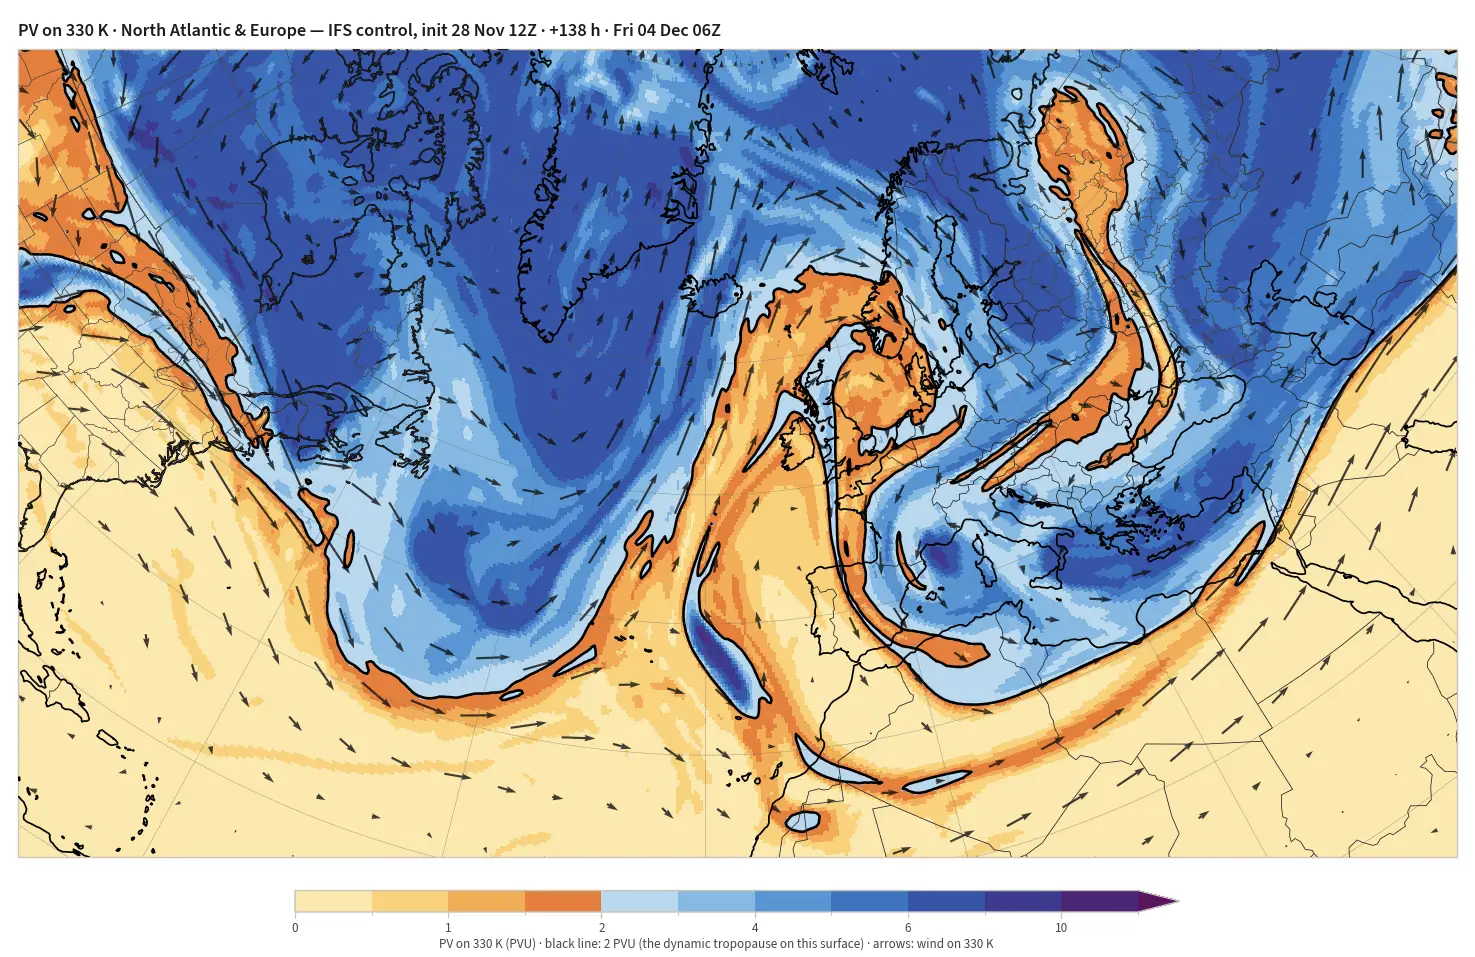 PV on 330 K · North Atlantic & Europe — IFS control, init 28 Nov 12Z · +138 h · Fri 04 Dec 06Z
0 1 2 4 6 10
PV on 330 K (PVU) · black line: 2 PVU (the dynamic tropopause on this surface) · arrows: wind on 330 K